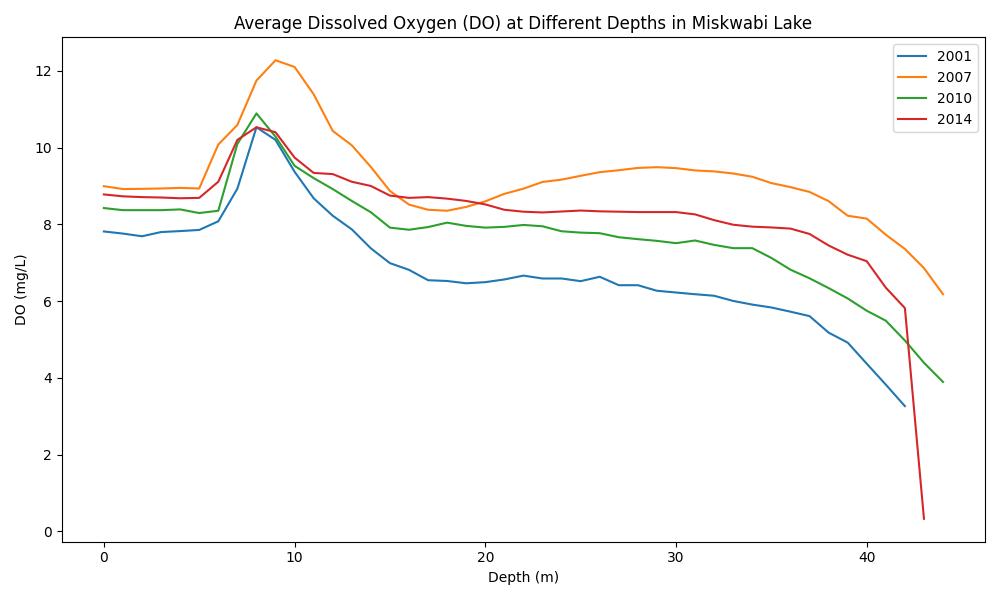 Average Dissolved Oxygen (DO) at Different Depths in Miskwabi Lake
2001
2007
2010
2014
DO (mg/L)
12
10
8
6
4
2
0
0 10 20 30 40
Depth (m)